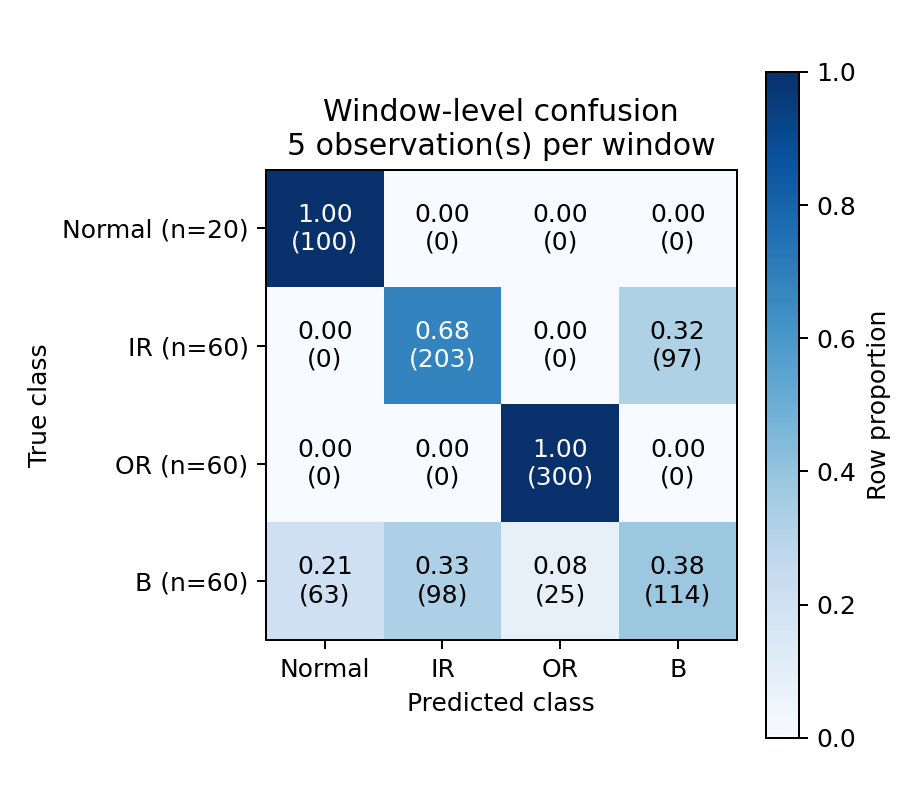 Window-level confusion
5 observation(s) per window
Normal (n=20)
1.00 0.00 0.00 0.00
(100) (0) (0) (0)
IR (n=60)
0.00 0.68 0.00 0.32
(0) (203) (0) (97)
OR (n=60)
0.00 0.00 1.00 0.00
(0) (0) (300) (0)
B (n=60)
0.21 0.33 0.08 0.38
(63) (98) (25) (114)
Normal IR OR B
Predicted class
True class
1.0
0.8
0.6
0.4
0.2
0.0
Row proportion